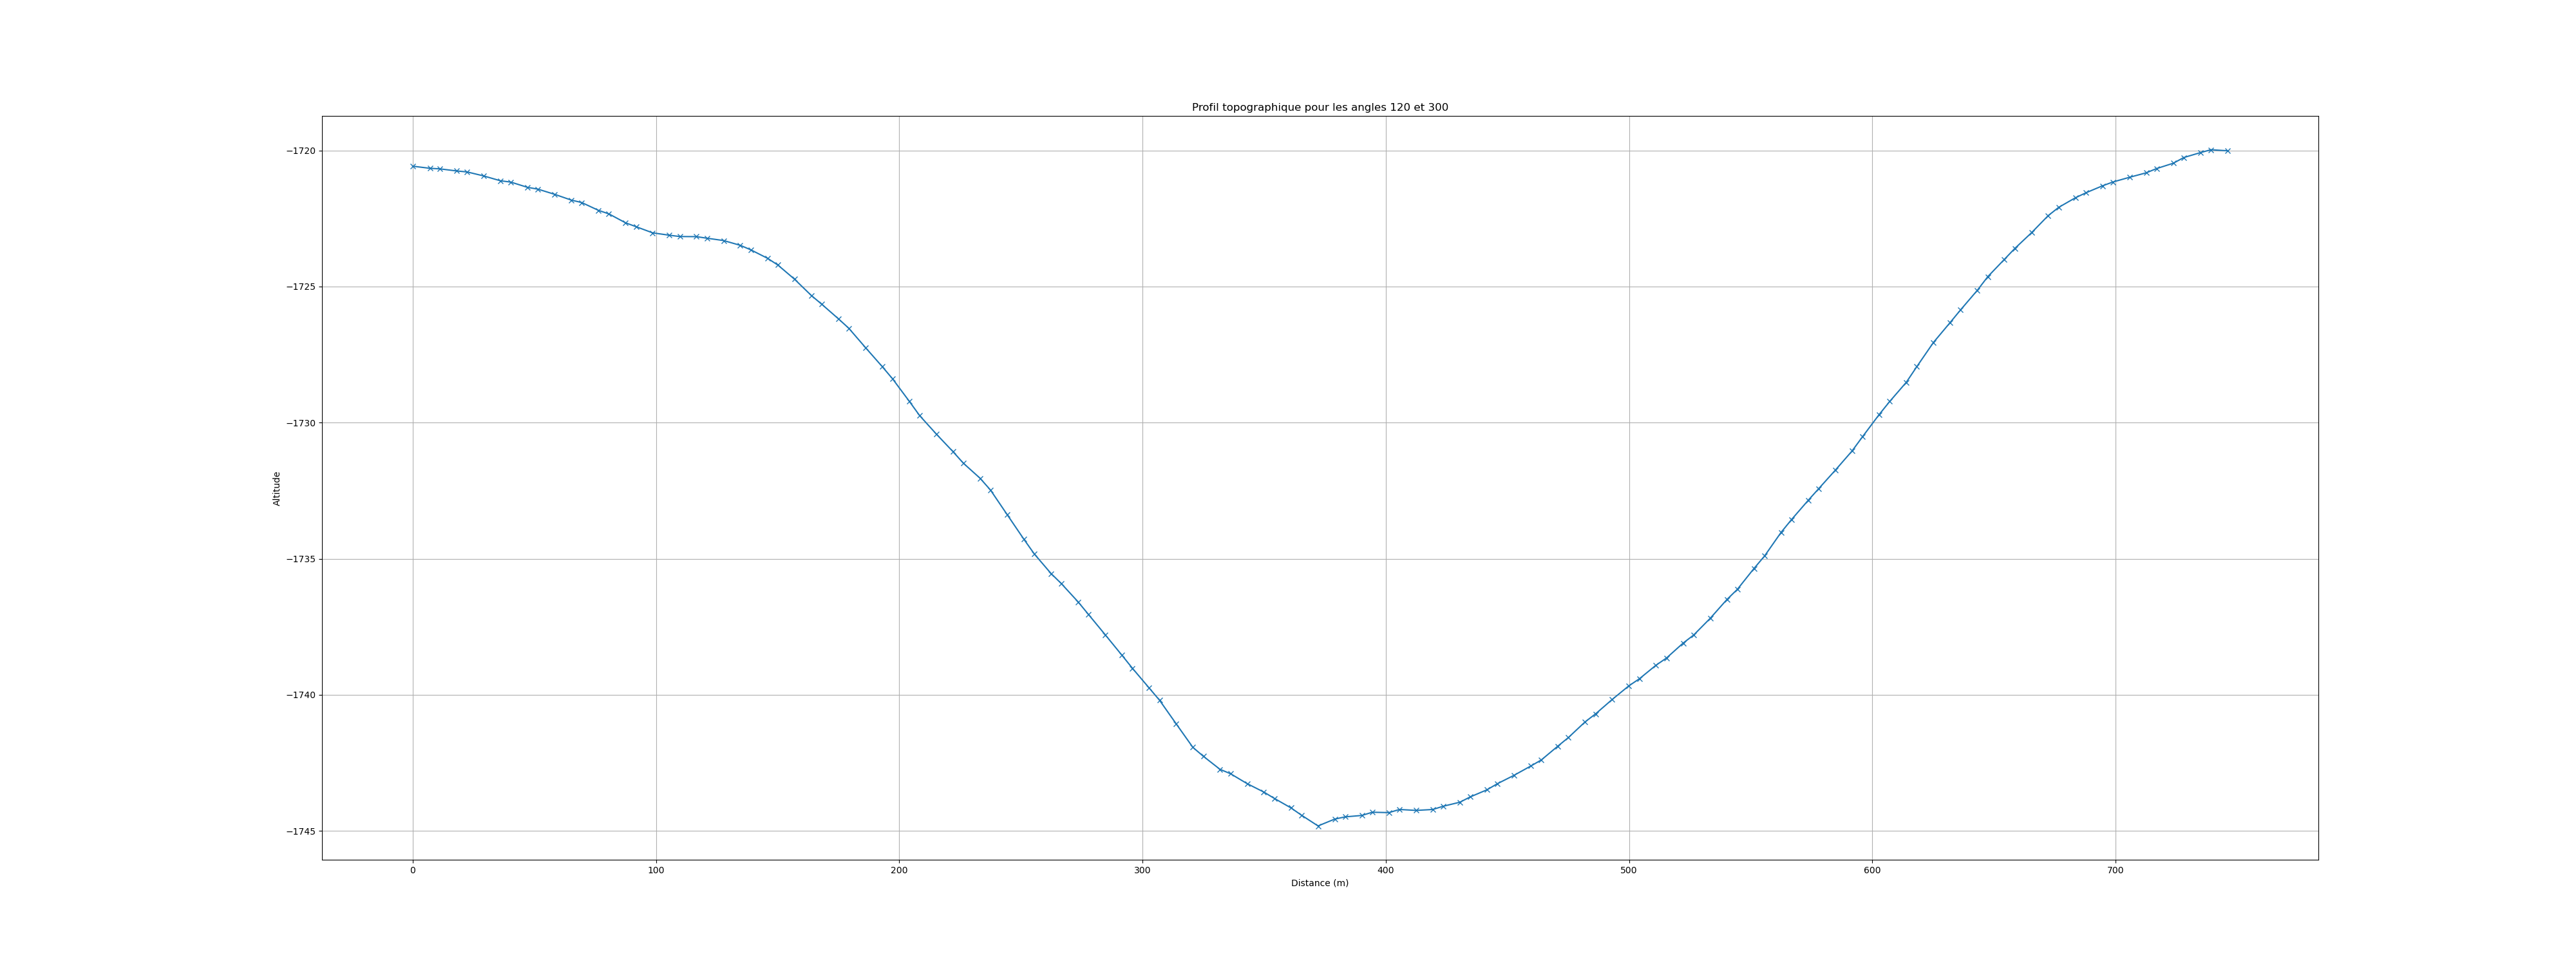 Profil topographique pour les angles 120 et 300
−1720
−1725
−1730
−1735
−1740
−1745
Altitude
0 100 200 300 400 500 600 700
Distance (m)